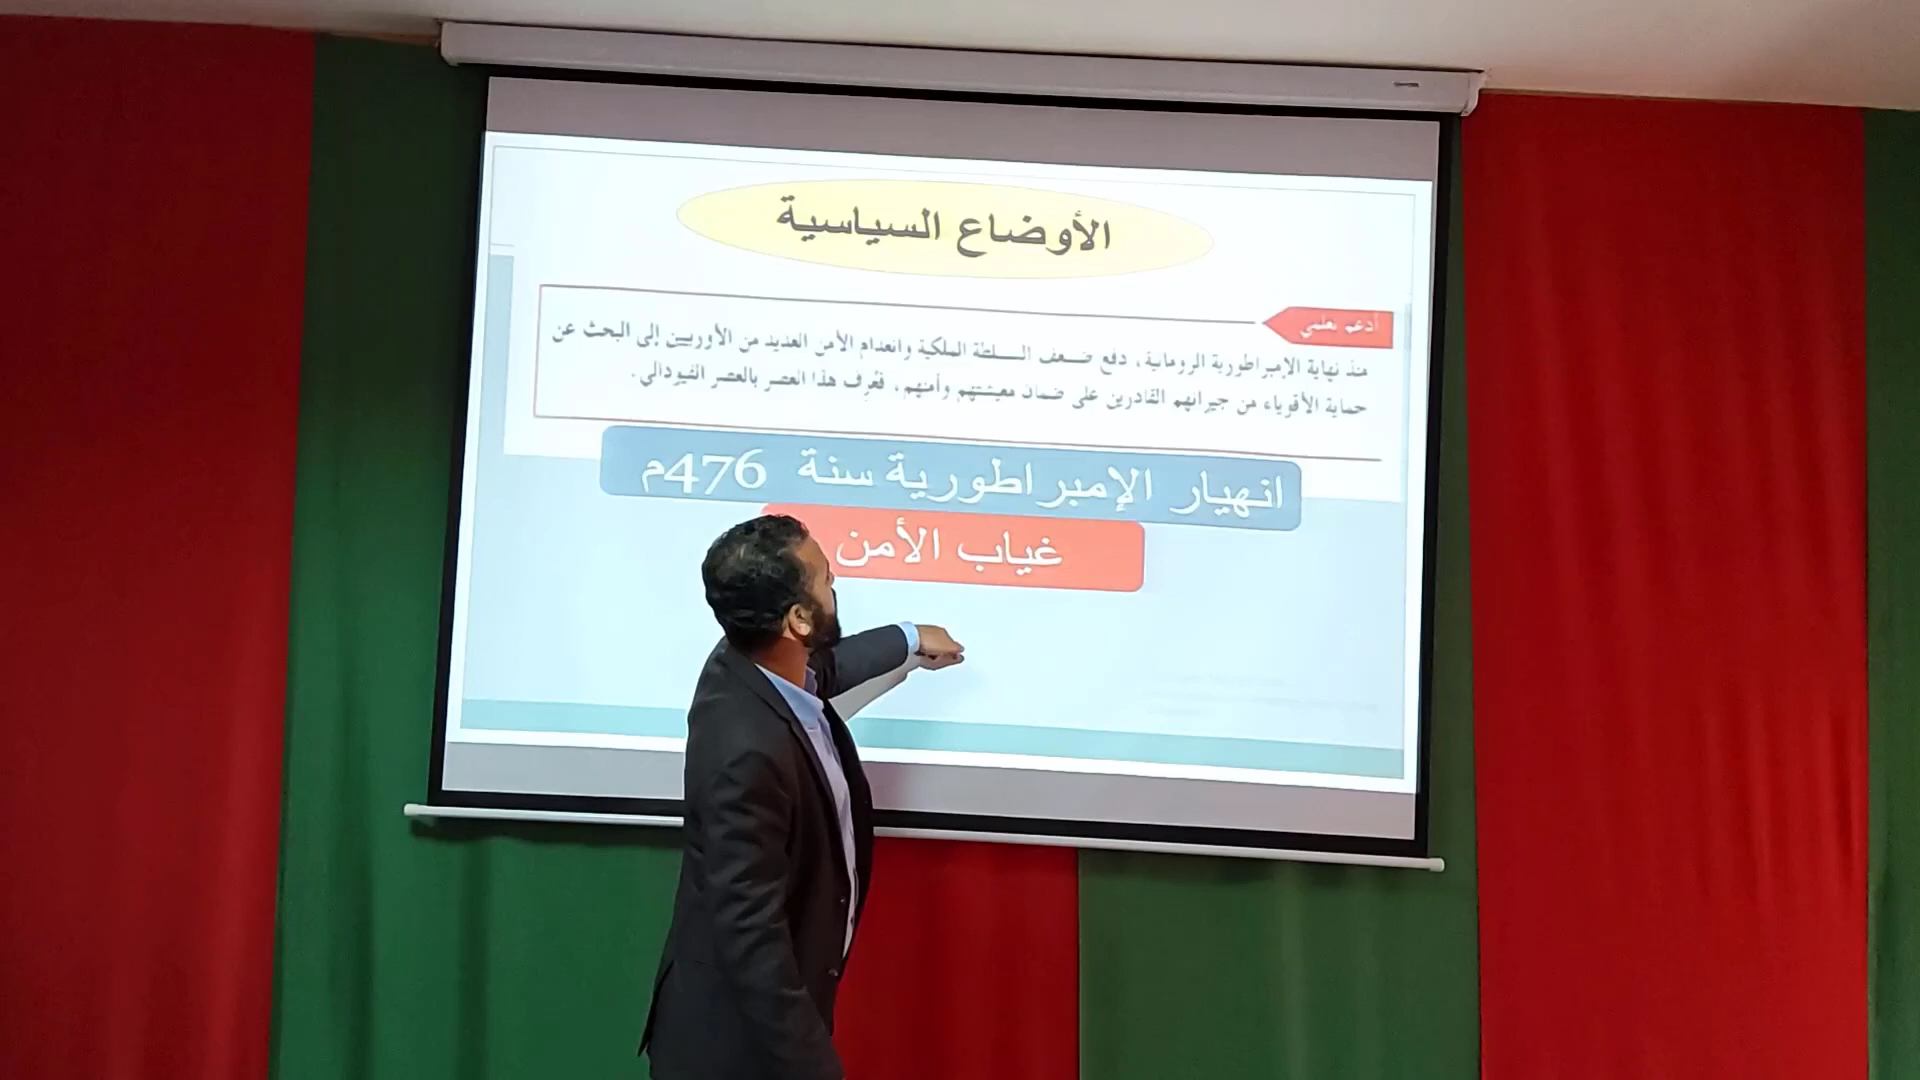 الأوضاع السياسية
أدعم تعلمي
منذ نهاية الإمبراطورية الرومانية، دفع ضعف السلطة الملكية وانعدام الأمن العديد من الأوربيين إلى البحث عن
حماية الأقوياء من جيرانهم القادرين على ضمان معيشتهم وأمنهم، فعُرِف هذا العصر بالعصر الفيودالي.
انهيار الإمبراطورية سنة 476م
غياب الأمن